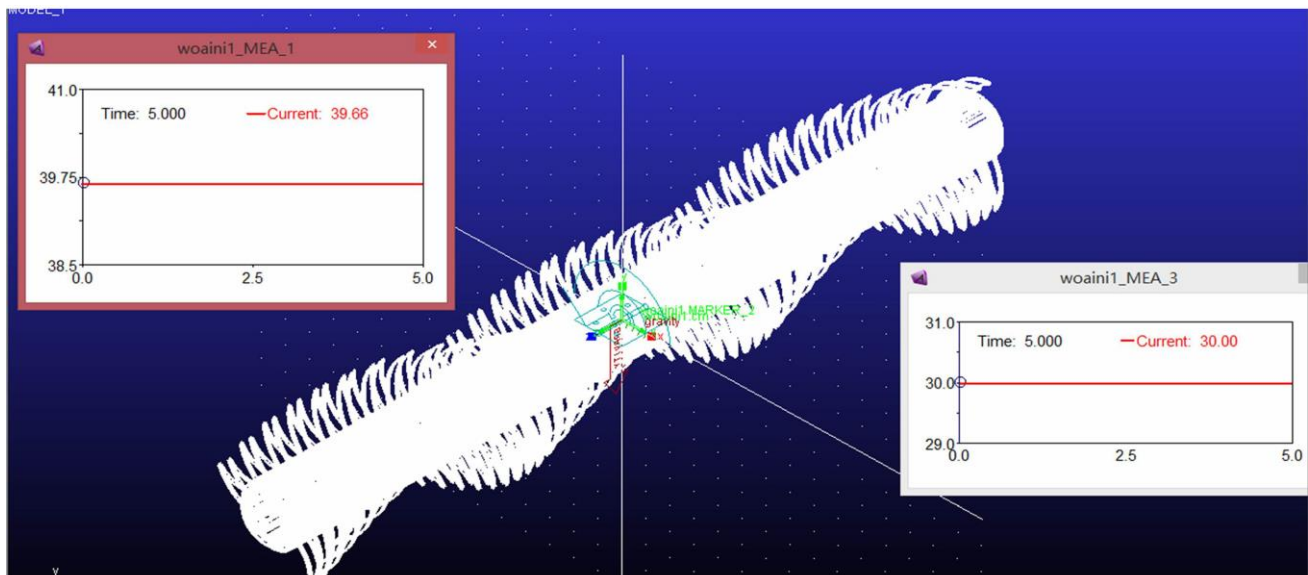 MODEL_1
woaini1_MEA_1
41.0
Time: 5.000
Current: 39.66
39.75
38.5
0.0
2.5
5.0
MARKER_2
gravity
x
woaini1_MEA_3
31.0
Time: 5.000
Current: 30.00
30.0
29.0
0.0
2.5
5.0
y